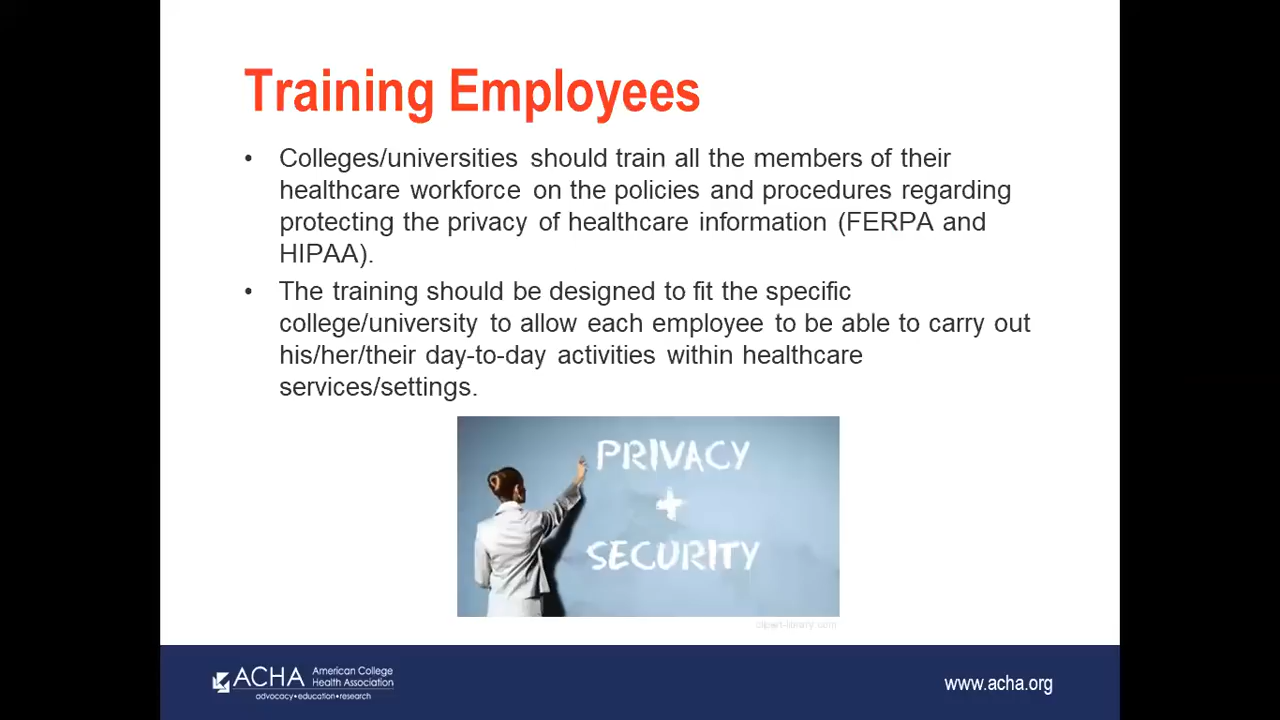 Training Employees
• Colleges/universities should train all the members of their
healthcare workforce on the policies and procedures regarding
protecting the privacy of healthcare information (FERPA and
HIPAA).
• The training should be designed to fit the specific
college/university to allow each employee to be able to carry out
his/her/their day-to-day activities within healthcare
services/settings.
PRIVACY
+
SECURITY
clipart-library.com
ACHA American College
Health Association
advocacy•education•research
www.acha.org